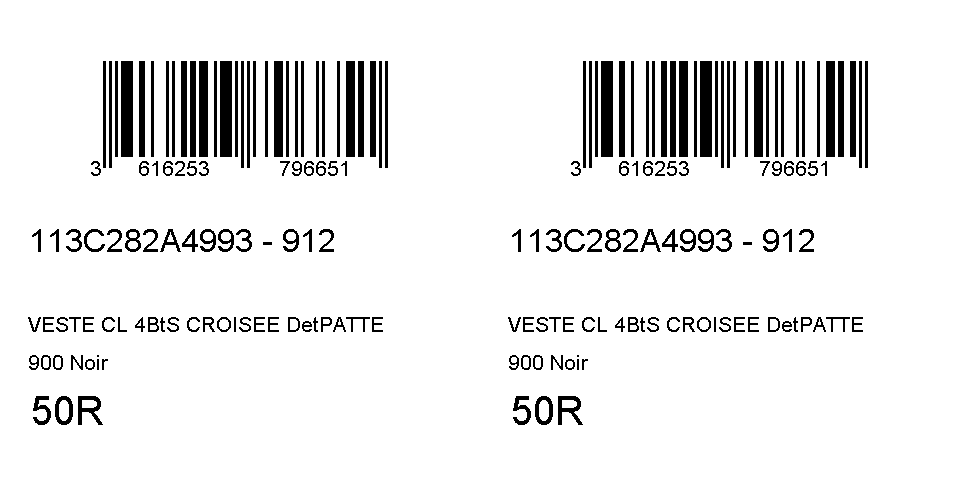 3 616253 796651
113C282A4993 - 912
VESTE CL 4BtS CROISEE DetPATTE
900 Noir
50R
3 616253 796651
113C282A4993 - 912
VESTE CL 4BtS CROISEE DetPATTE
900 Noir
50R